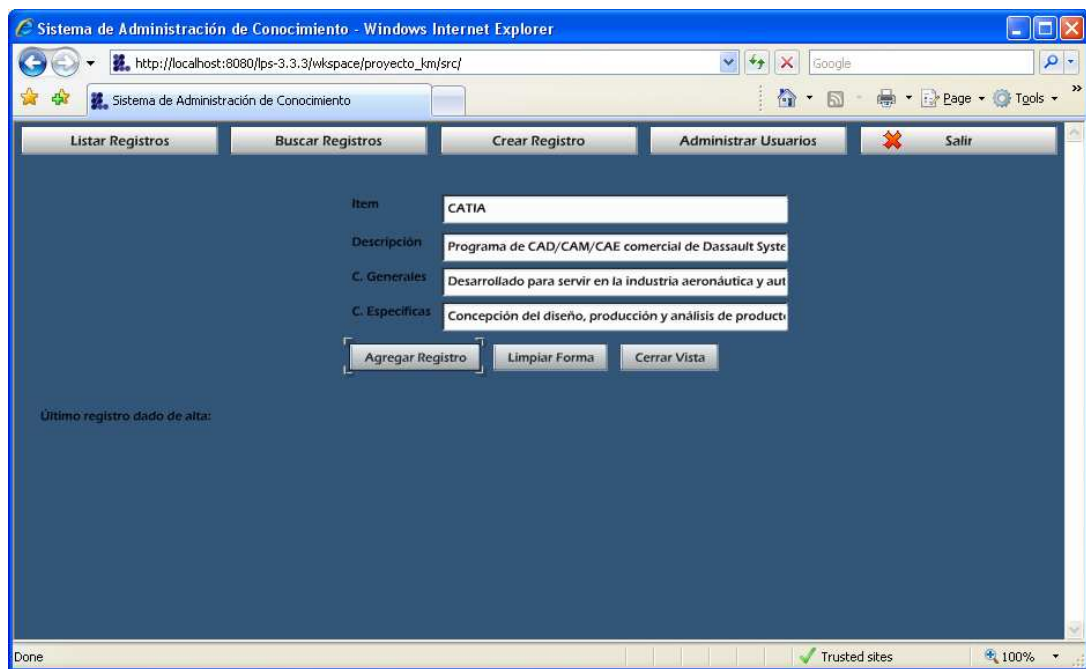 Sistema de Administración de Conocimiento - Windows Internet Explorer
http://localhost:8080/lps-3.3.3/wkspace/proyecto_km/src/
Google
Sistema de Administración de Conocimiento
Page
Tools
Listar Registros Buscar Registros Crear Registro Administrar Usuarios Salir
Item CATIA
Descripción Programa de CAD/CAM/CAE comercial de Dassault Syste
C. Generales Desarrollado para servir en la industria aeronáutica y aut
C. Específicas Concepción del diseño, producción y análisis de product
Agregar Registro Limpiar Forma Cerrar Vista
Último registro dado de alta:
Done Trusted sites 100%